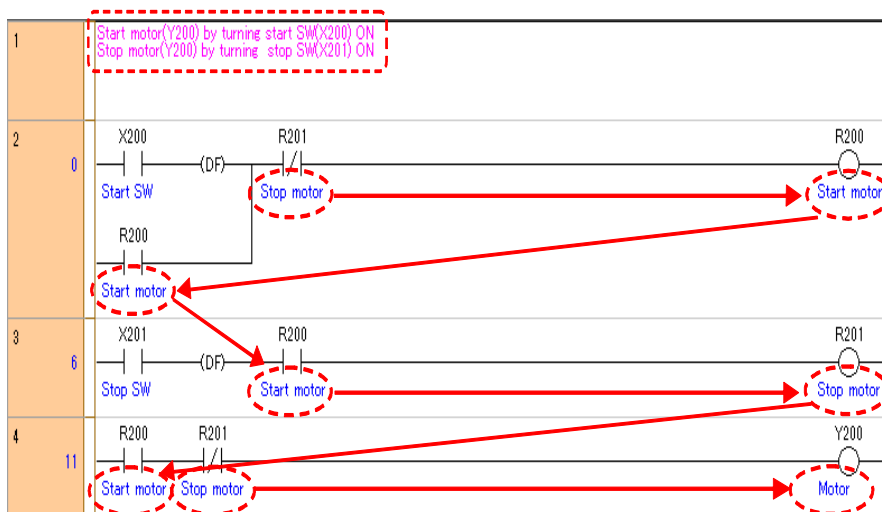 1
Start motor(Y200) by turning start SW(X200) ON
Stop motor(Y200) by turning stop SW(X201) ON
2
X200 R201 R200
0 (DF)
Start SW Stop motor Start motor
R200
Start motor
3
X201 R200 R201
6 (DF)
Stop SW Start motor Stop motor
4
R200 R201 Y200
11
Start motor Stop motor Motor